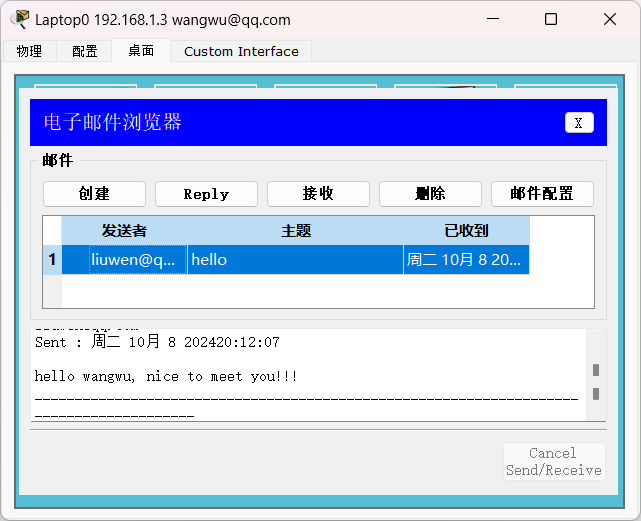 Laptop0 192.168.1.3 wangwu@qq.com
物理 配置 桌面 Custom Interface
电子邮件浏览器 X
邮件
创建 Reply 接收 删除 邮件配置
发送者 主题 已收到
1 liuwen@q... hello 周二 10月 8 20...
Sent : 周二 10月 8 202420:12:07
hello wangwu, nice to meet you!!!
Cancel
Send/Receive